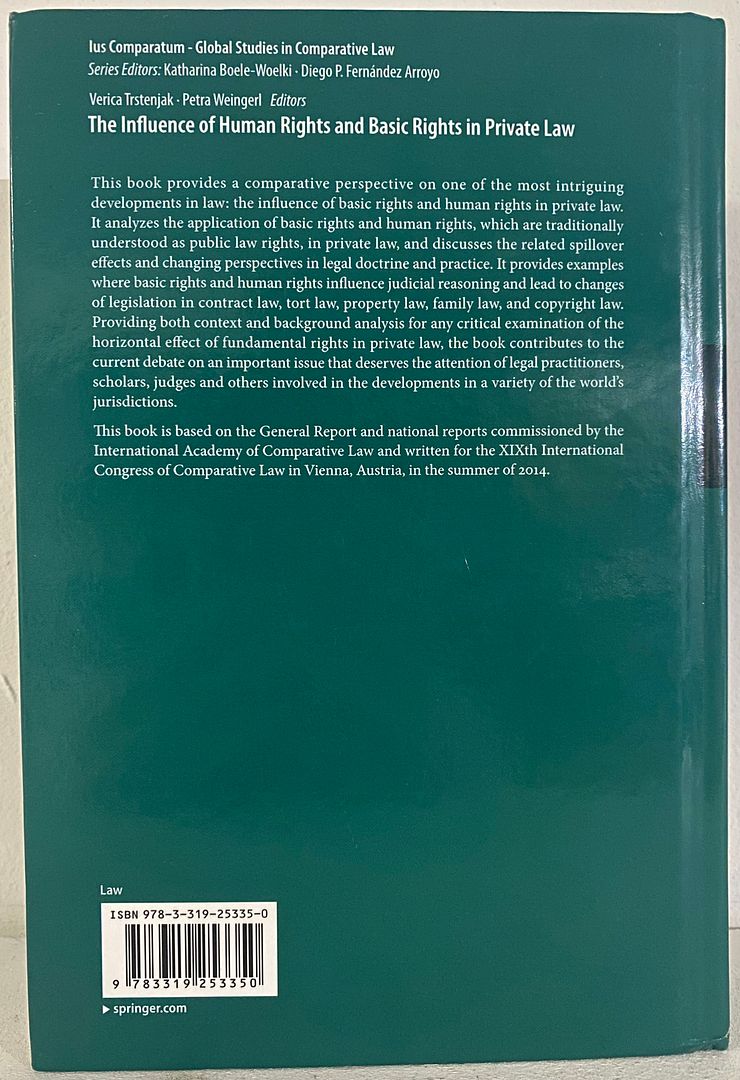 Ius Comparatum - Global Studies in Comparative Law
Series Editors: Katharina Boele-Woelki · Diego P. Fernández Arroyo
Verica Trstenjak · Petra Weingerl Editors
The Influence of Human Rights and Basic Rights in Private Law
This book provides a comparative perspective on one of the most intriguing
developments in law: the influence of basic rights and human rights in private law.
It analyzes the application of basic rights and human rights, which are traditionally
understood as public law rights, in private law, and discusses the related spillover
effects and changing perspectives in legal doctrine and practice. It provides examples
where basic rights and human rights influence judicial reasoning and lead to changes
of legislation in contract law, tort law, property law, family law, and copyright law.
Providing both context and background analysis for any critical examination of the
horizontal effect of fundamental rights in private law, the book contributes to the
current debate on an important issue that deserves the attention of legal practitioners,
scholars, judges and others involved in the developments in a variety of the world's
jurisdictions.
This book is based on the General Report and national reports commissioned by the
International Academy of Comparative Law and written for the XIXth International
Congress of Comparative Law in Vienna, Austria, in the summer of 2014.
Law
ISBN 978-3-319-25335-0
9 783319 253350
▶ springer.com